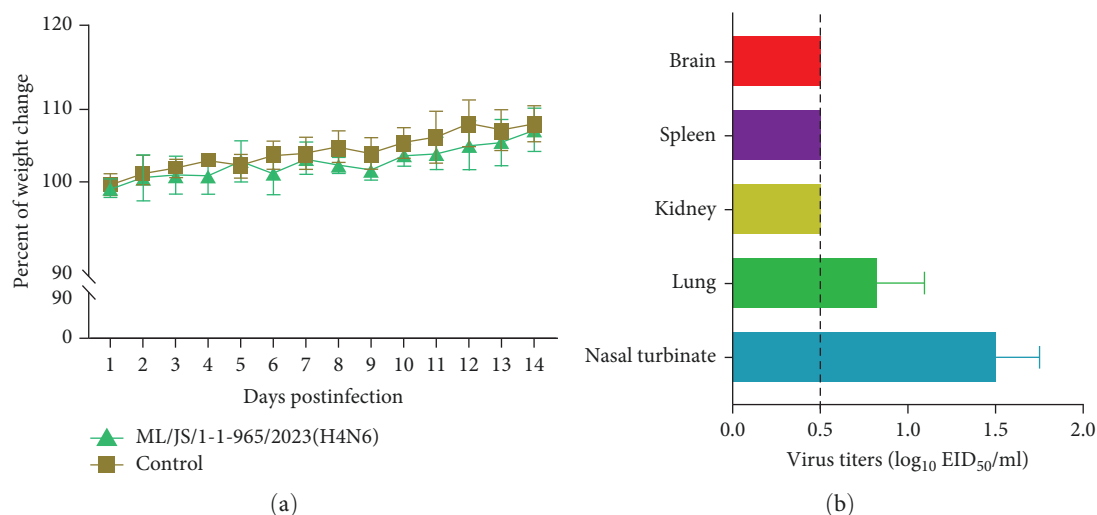 120
110
100
90
90
0
Percent of weight change
1 2 3 4 5 6 7 8 9 10 11 12 13 14
Days postinfection
ML/JS/1-1-965/2023(H4N6)
Control
(a)
Brain
Spleen
Kidney
Lung
Nasal turbinate
0.0 0.5 1.0 1.5 2.0
Virus titers (log₁₀ EID₅₀/ml)
(b)